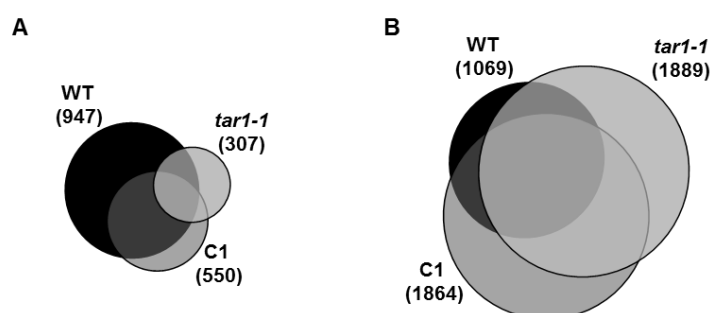 A
WT
(947)
tar1-1
(307)
C1
(550)
B
WT
(1069)
tar1-1
(1889)
C1
(1864)